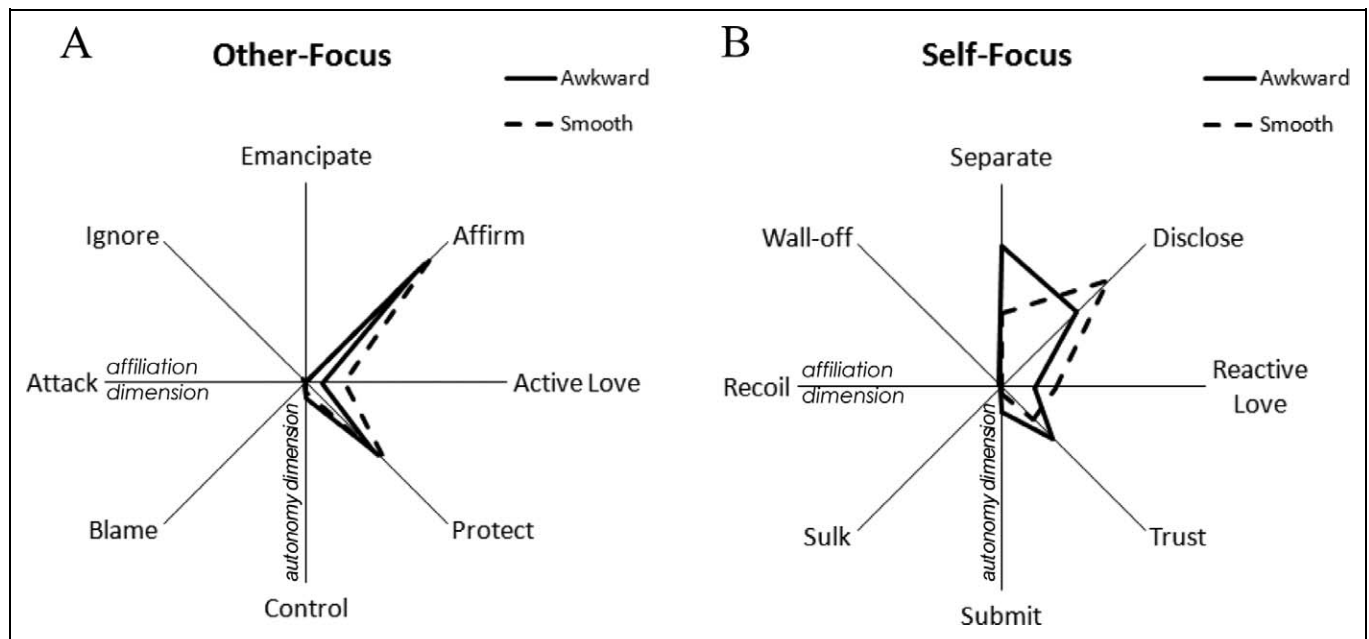 A
Other-Focus
Awkward
Smooth
Emancipate
Ignore
Affirm
Attack
affiliation
dimension
Active Love
autonomy dimension
Blame
Protect
Control
B
Self-Focus
Awkward
Smooth
Separate
Wall-off
Disclose
Recoil
affiliation
dimension
Reactive
Love
autonomy dimension
Sulk
Trust
Submit